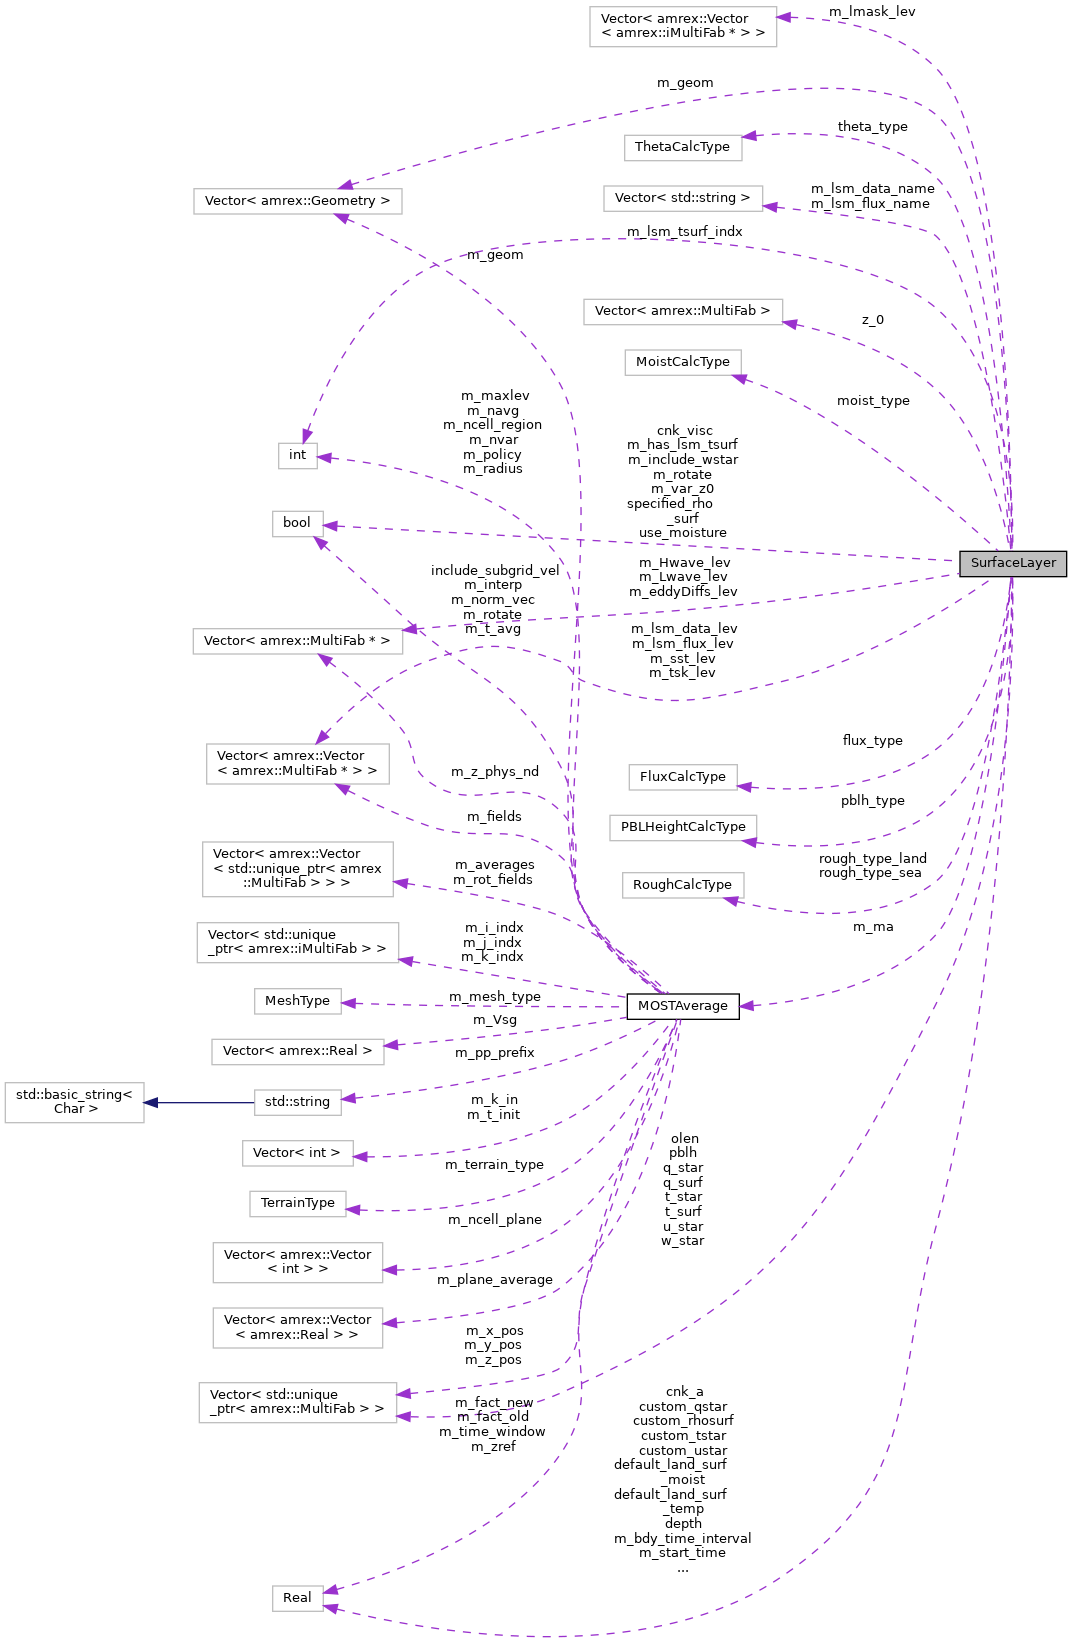 m_lmask_lev
Vector< amrex::Vector
< amrex::iMultiFab * > >
m_geom
theta_type
ThetaCalcType
m_lsm_data_name
m_lsm_flux_name
Vector< std::string >
Vector< amrex::Geometry >
m_lsm_tsurf_indx
m_geom
Vector< amrex::MultiFab >
z_0
MoistCalcType
moist_type
m_maxlev
m_navg
m_ncell_region
m_nvar
m_policy
m_radius
int
cnk_visc
m_has_lsm_tsurf
m_include_wstar
m_rotate
m_var_z0
specified_rho
_surf
use_moisture
bool
SurfaceLayer
include_subgrid_vel
m_interp
m_norm_vec
m_rotate
m_t_avg
m_Hwave_lev
m_Lwave_lev
m_eddyDiffs_lev
Vector< amrex::MultiFab * >
m_lsm_data_lev
m_lsm_flux_lev
m_sst_lev
m_tsk_lev
flux_type
Vector< amrex::Vector
< amrex::MultiFab * > >
m_z_phys_nd
FluxCalcType
pblh_type
m_fields
PBLHeightCalcType
Vector< amrex::Vector
< std::unique_ptr< amrex
::MultiFab > > >
m_averages
m_rot_fields
rough_type_land
rough_type_sea
RoughCalcType
m_ma
Vector< std::unique
_ptr< amrex::iMultiFab > >
m_i_indx
m_j_indx
m_k_indx
MeshType
m_mesh_type
MOSTAverage
m_Vsg
Vector< amrex::Real >
m_pp_prefix
std::basic_string<
Char >
std::string
m_k_in
m_t_init
Vector< int >
m_terrain_type
TerrainType
olen
pblh
q_star
q_surf
t_star
t_surf
u_star
w_star
m_ncell_plane
Vector< amrex::Vector
< int > >
m_plane_average
Vector< amrex::Vector
< amrex::Real > >
m_x_pos
m_y_pos
m_z_pos
Vector< std::unique
_ptr< amrex::MultiFab > >
m_fact_new
m_fact_old
m_time_window
m_zref
cnk_a
custom_qstar
custom_rhosurf
custom_tstar
custom_ustar
default_land_surf
_moist
default_land_surf
_temp
depth
m_bdy_time_interval
m_start_time
...
Real